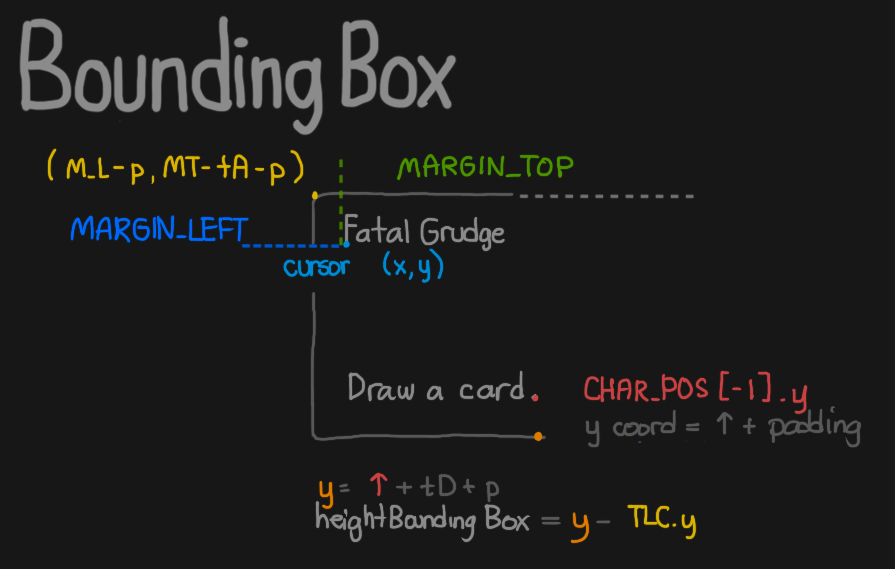 Bounding Box
(M_L-p, MT-tA-p)
MARGIN_TOP
MARGIN_LEFT
Fatal Grudge
cursor (x,y)
Draw a card.
CHAR_POS[-1].y
y coord = ↑ + padding
y = ↑ + tD + p
heightBounding Box = y - TLC.y